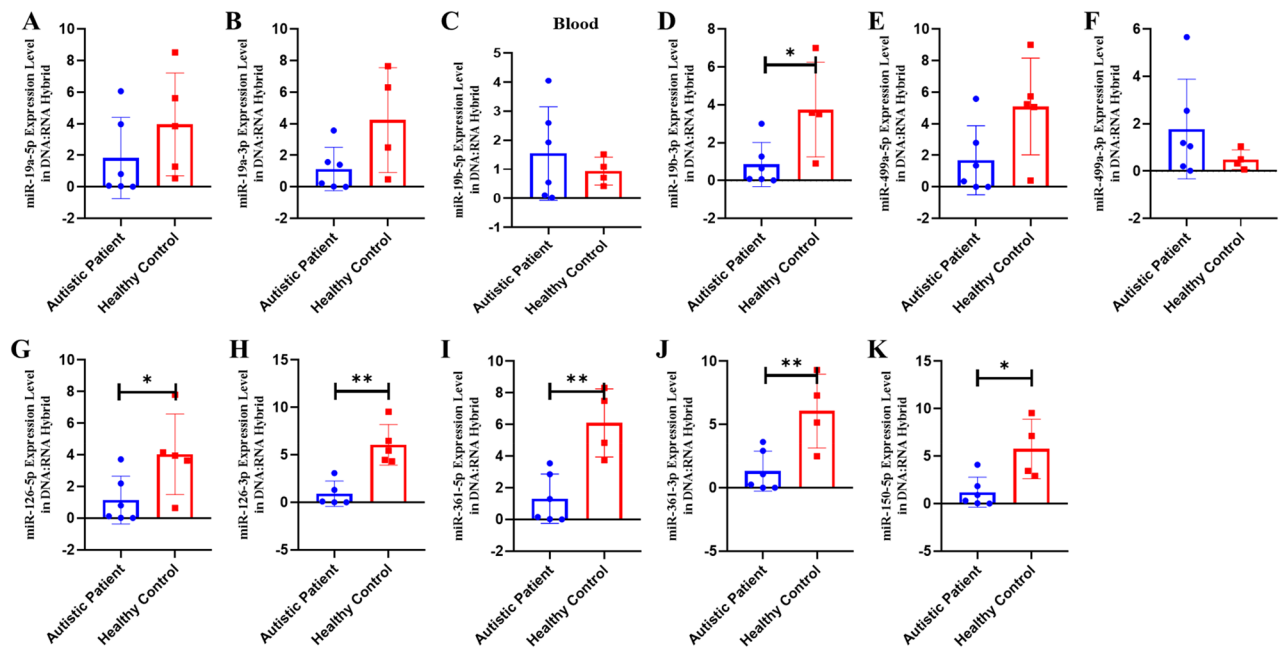 A
miR-19a-5p Expression Level
in DNA:RNA Hybrid
10
8
6
4
2
0
-2
Autistic Patient
Healthy Control
B
miR-19a-3p Expression Level
in DNA:RNA Hybrid
10
8
6
4
2
0
-2
Autistic Patient
Healthy Control
C
Blood
miR-19b-5p Expression Level
in DNA:RNA Hybrid
5
4
3
2
1
0
-1
Autistic Patient
Healthy Control
D
miR-19b-3p Expression Level
in DNA:RNA Hybrid
8
6
4
2
0
-2
*
Autistic Patient
Healthy Control
E
miR-499a-5p Expression Level
in DNA:RNA Hybrid
10
8
6
4
2
0
-2
Autistic Patient
Healthy Control
F
miR-499a-3p Expression Level
in DNA:RNA Hybrid
6
4
2
0
-2
Autistic Patient
Healthy Control
G
miR-126-5p Expression Level
in DNA:RNA Hybrid
10
8
6
4
2
0
-2
*
Autistic Patient
Healthy Control
H
miR-126-3p Expression Level
in DNA:RNA Hybrid
15
10
5
0
-5
**
Autistic Patient
Healthy Control
I
miR-361-5p Expression Level
in DNA:RNA Hybrid
10
8
6
4
2
0
-2
**
Autistic Patient
Healthy Control
J
miR-361-3p Expression Level
in DNA:RNA Hybrid
10
5
0
-5
**
Autistic Patient
Healthy Control
K
miR-150-5p Expression Level
in DNA:RNA Hybrid
15
10
5
0
-5
*
Autistic Patient
Healthy Control